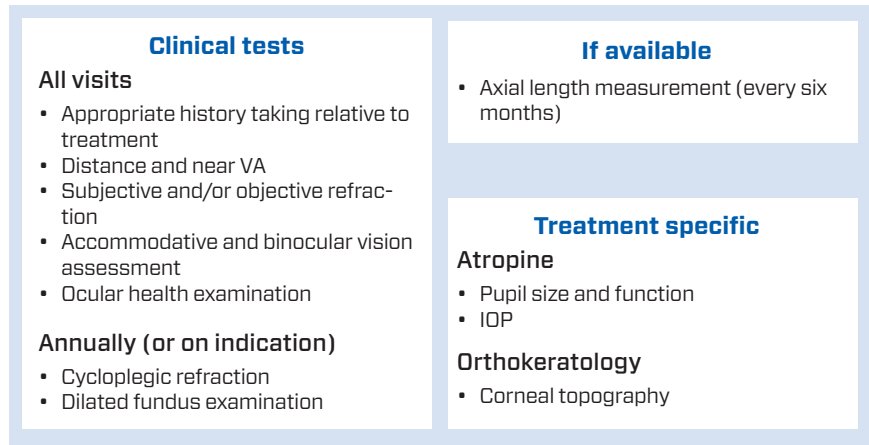 Clinical tests
All visits
• Appropriate history taking relative to
treatment
• Distance and near VA
• Subjective and/or objective refrac-
tion
• Accommodative and binocular vision
assessment
• Ocular health examination
Annually (or on indication)
• Cycloplegic refraction
• Dilated fundus examination
If available
• Axial length measurement (every six
months)
Treatment specific
Atropine
• Pupil size and function
• IOP
Orthokeratology
• Corneal topography